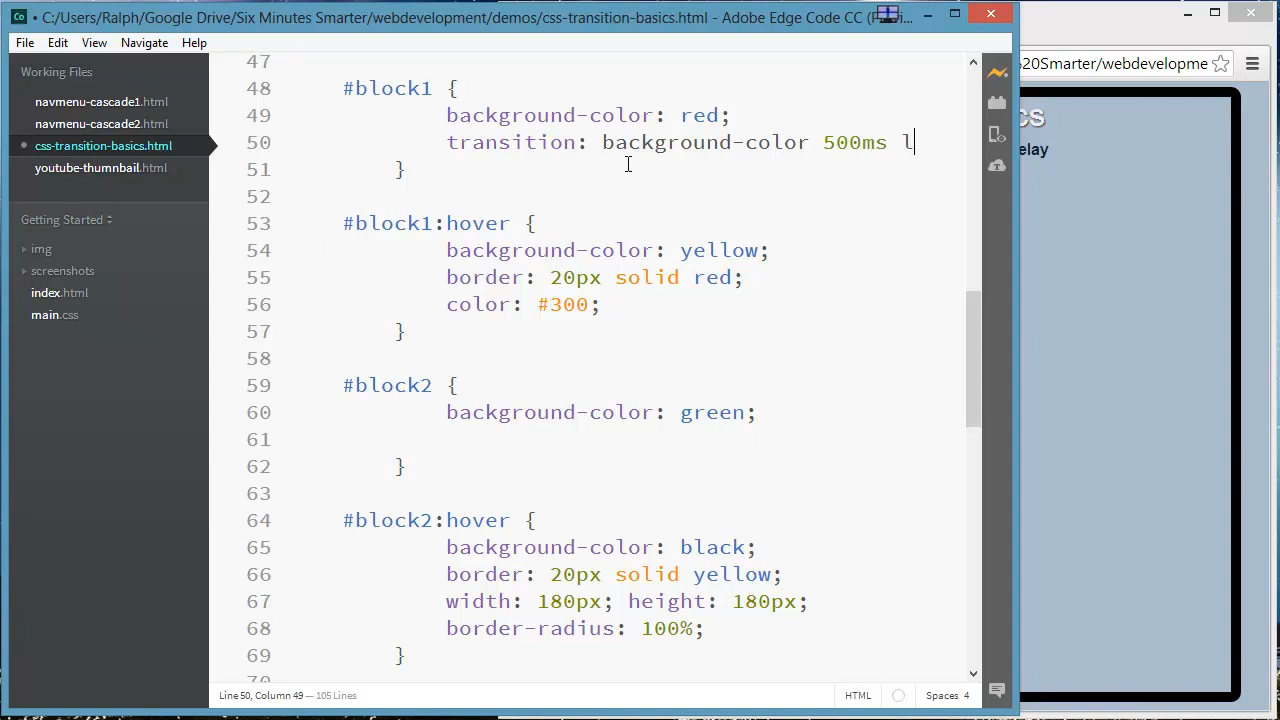 • C:/Users/Ralph/Google Drive/Six Minutes Smarter/webdevelopment/demos/css-transition-basics.html - Adobe Edge Code CC
File Edit View Navigate Help
%20Smarter/webdevelopme
Working Files
navmenu-cascade1.html
navmenu-cascade2.html
• css-transition-basics.html
youtube-thumnbail.html
Getting Started
img
screenshots
index.html
main.css
47
48 #block1 {
49 background-color: red;
50 transition: background-color 500ms l
51 }
52
53 #block1:hover {
54 background-color: yellow;
55 border: 20px solid red;
56 color: #300;
57 }
58
59 #block2 {
60 background-color: green;
61
62 }
63
64 #block2:hover {
65 background-color: black;
66 border: 20px solid yellow;
67 width: 180px; height: 180px;
68 border-radius: 100%;
69 }
70
CS
elay
Line 50, Column 49 — 105 Lines
HTML
Spaces 4